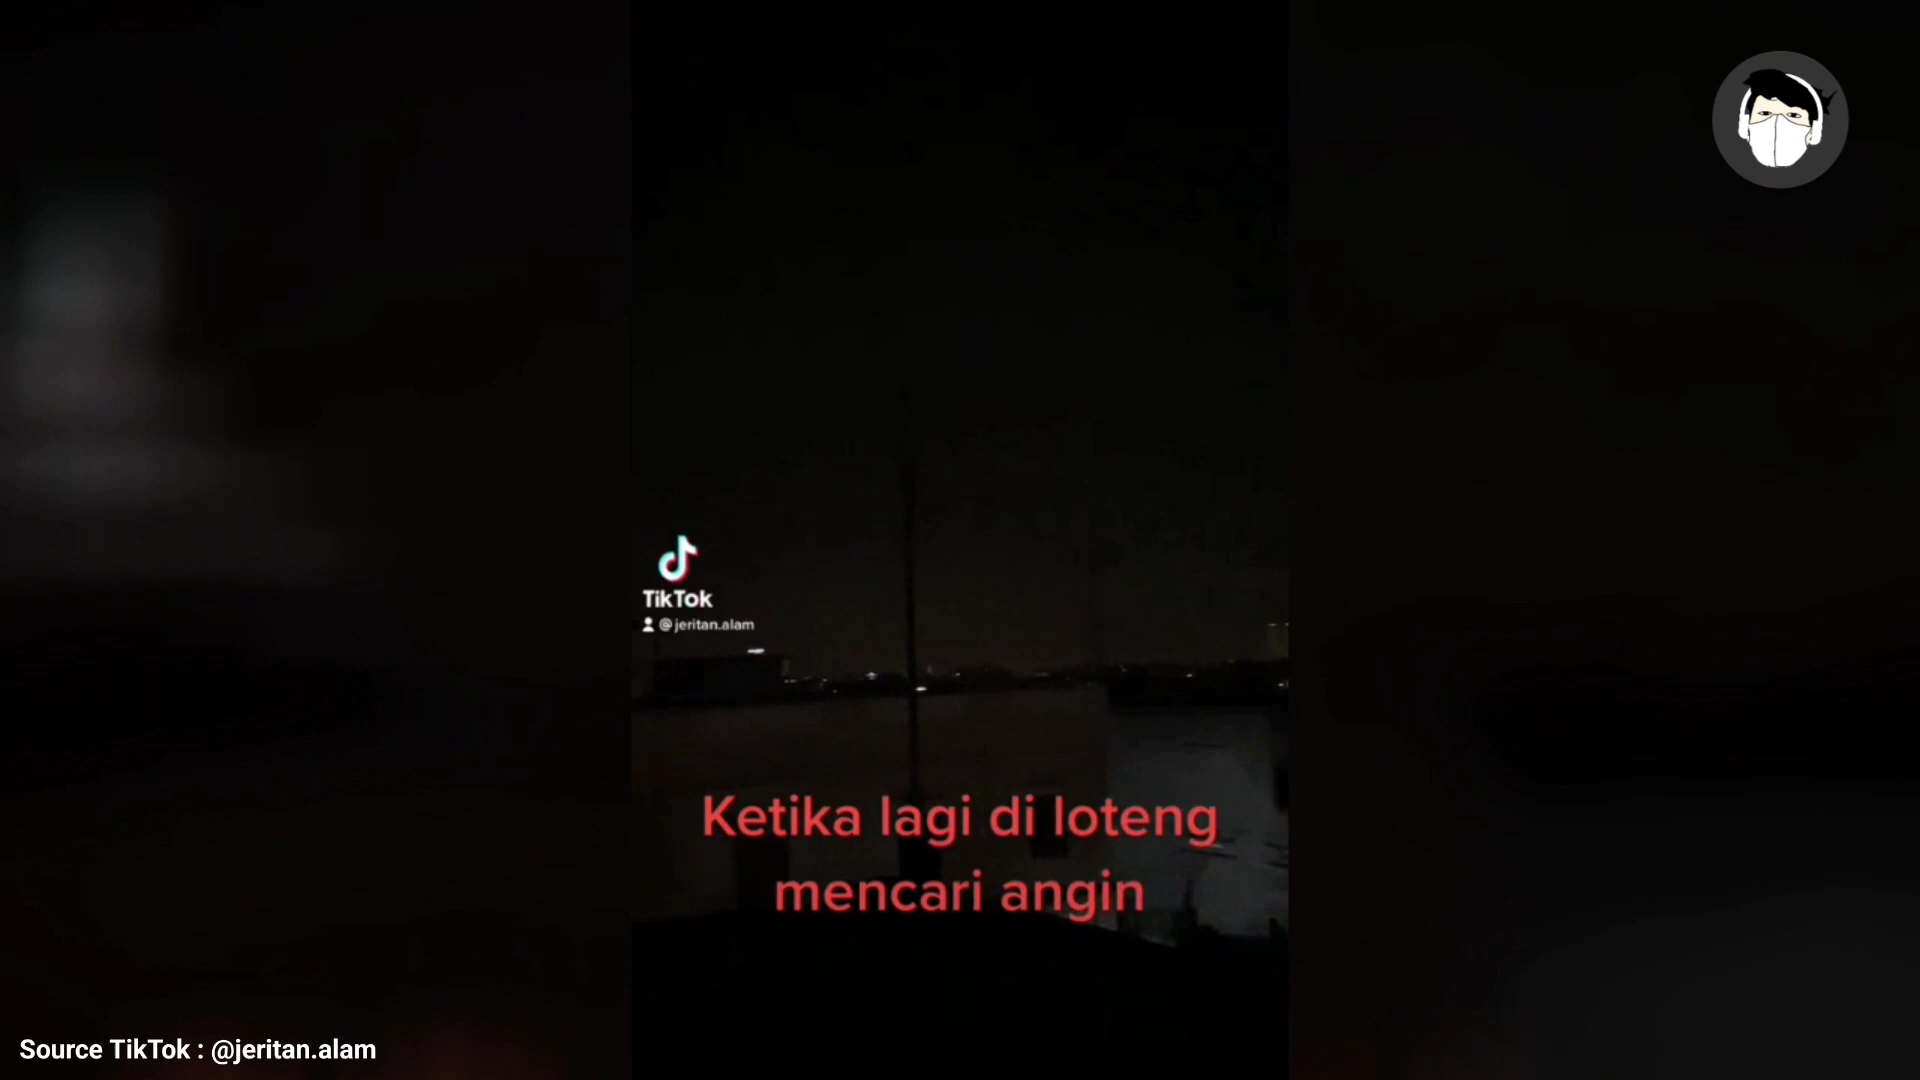 TikTok
@jeritan.alam
Ketika lagi di loteng
mencari angin
Source TikTok : @jeritan.alam